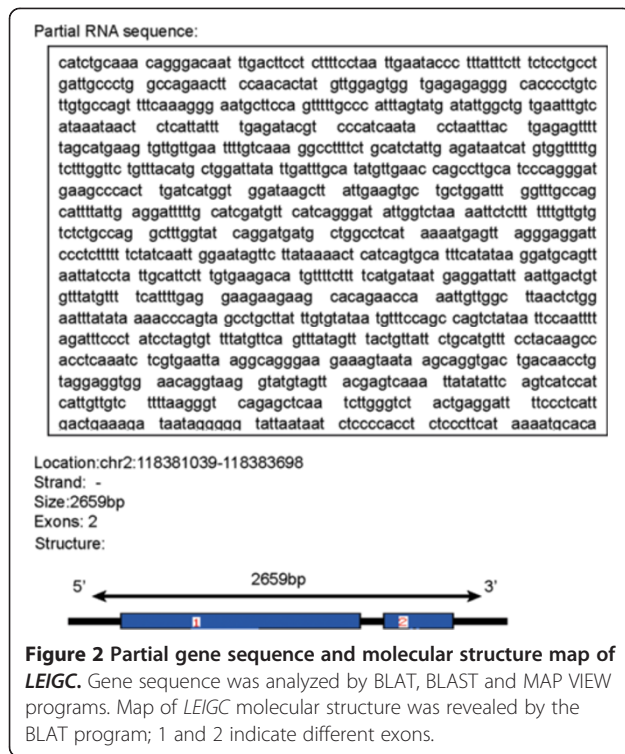 Partial RNA sequence:
catctgcaaa cagggacaat ttgacttcct cttttcctaa ttgaataccc tttatttctt tctcctgcct
gattgccctg gccagaactt ccaacactat gttggagtgg tgagagaggg cacccctgtc
ttgtgccagt tttcaaaggg aatgcttcca gtttttgccc atttagtatg atattggctg tgaatttgtc
ataaataact ctcattattt tgagatacgt cccatcaata cctaatttac tgagagtttt
tagcatgaag tgttgttgaa ttttgtcaaa ggccttttct gcatctattg agataatcat gtggtttttg
tctttggttc tgtttacatg ctggattata ttgatttgca tatgttgaac cagccttgca tcccagggat
gaagcccact tgatcatggt ggataagctt attgaagtgc tgctggattt ggtttgccag
cattttattg aggatttttg catcgatgtt catcagggat attggtctaa aattctcttt ttttgttgtg
tctctgccag gctttggtat caggatgatg ctggcctcat aaaatgagtt agggaggatt
ccctcttttt tctatcaatt ggaatagttc ttataaaact catcagtgca tttcatataa ggatgcagtt
aattatccta ttgcattctt tgtgaagaca tgttttcttt tcatgataat gaggattatt aattgactgt
gtttatgttt tcattttgag gaagaagaag cacagaacca aattgttggc ttaactctgg
aatttatata aaacccagta gcctgcttat ttgtgtataa tgtttccagc cagtctataa ttccaatttt
agatttccct atcctagtgt tttatgttca gtttatagtt tactgttatt ctgcatgttt cctacaagcc
acctcaaatc tcgtgaatta aggcagggaa gaaagtaata agcaggtgac tgacaacctg
taggaggtgg aacaggtaag gtatgtagtt acgagtcaaa ttatatattc agtcatccat
cattgttgtc ttttaagggt cagagctcaa tcttgggtct actgaggatt ttccctcatt
gactgaaaga taataggggg tattaataat ctccccacct ctcccttcat aaaatgcaca
Location:chr2:118381039-118383698
Strand: -
Size:2659bp
Exons: 2
Structure:
5' 2659bp 3'
1 2
Figure 2 Partial gene sequence and molecular structure map of
LEIGC. Gene sequence was analyzed by BLAT, BLAST and MAP VIEW
programs. Map of LEIGC molecular structure was revealed by the
BLAT program; 1 and 2 indicate different exons.